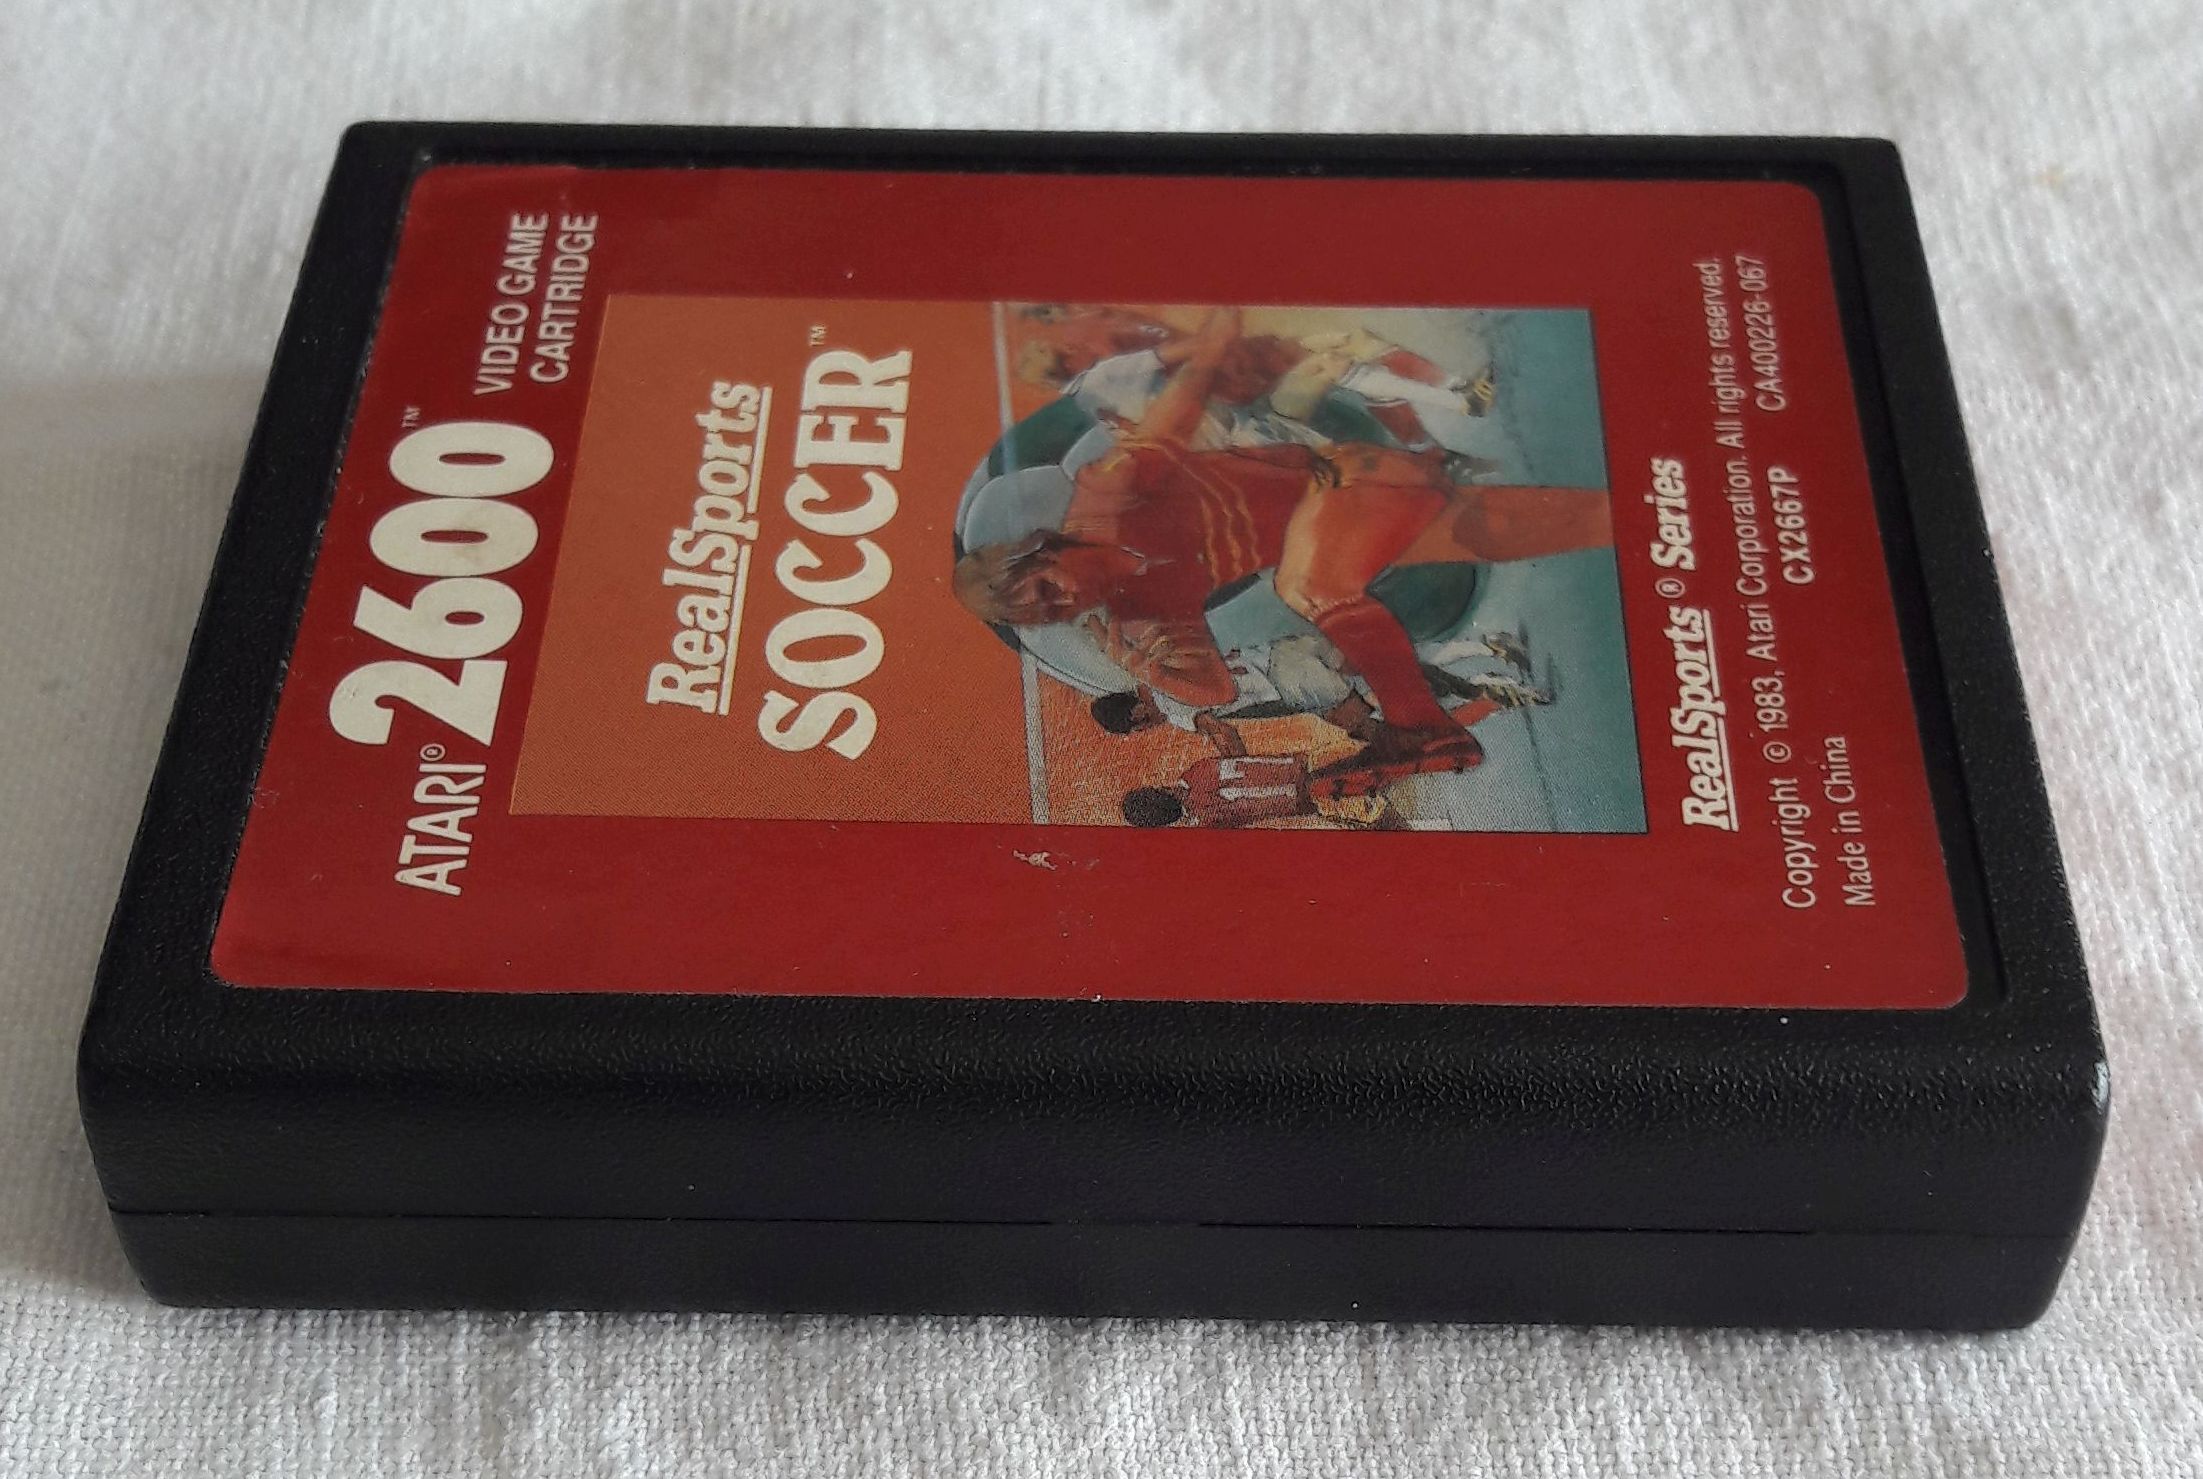 ATARI® 2600™
VIDEO GAME
CARTRIDGE
RealSports
SOCCER™
17
RealSports® Series
Copyright © 1983, Atari Corporation. All rights reserved.
Made in China CX2667P CA400226-067